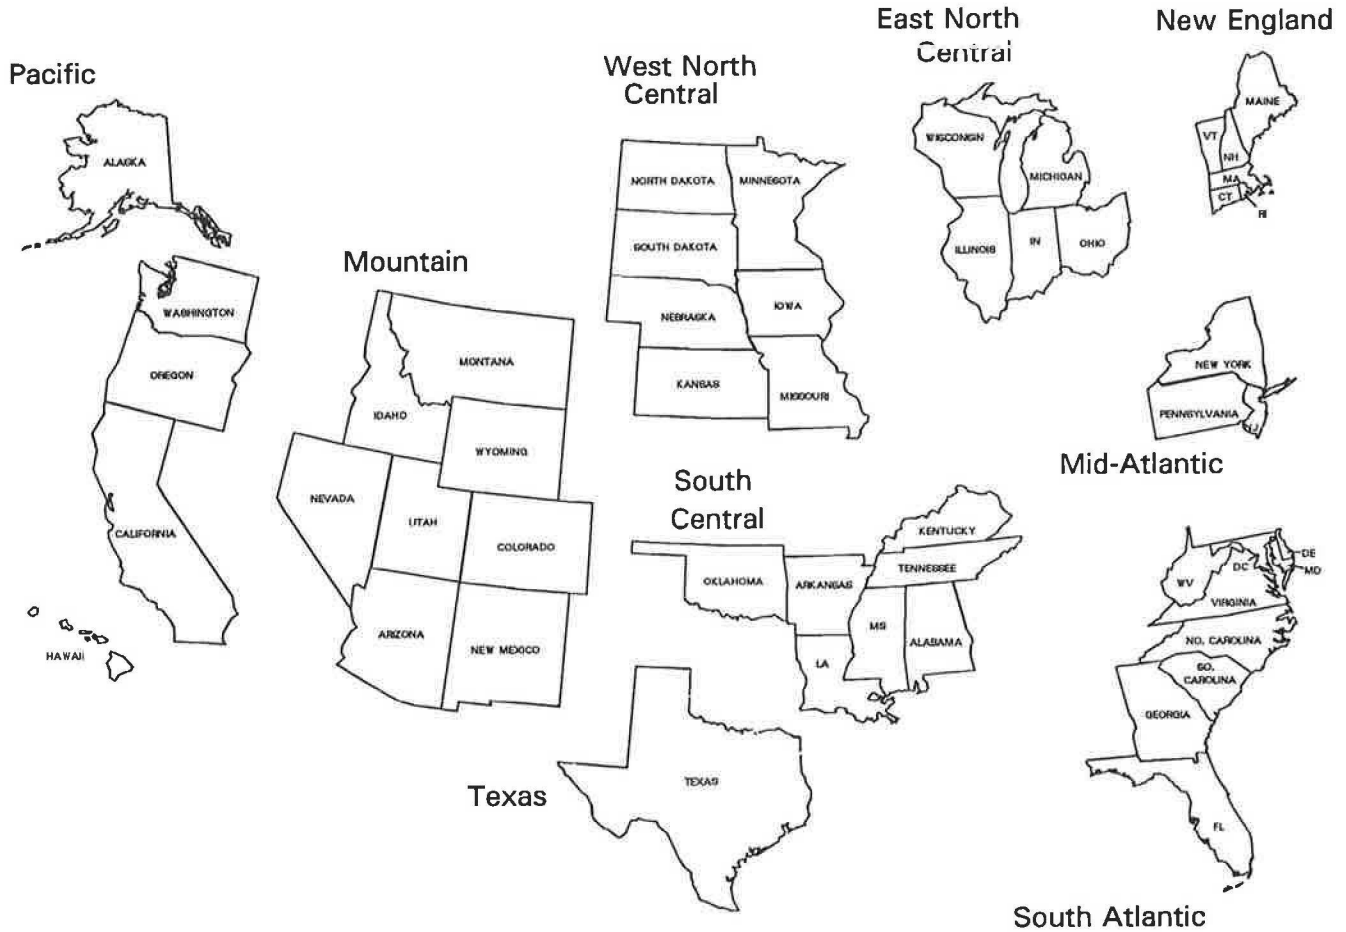 Pacific
ALASKA
WASHINGTON
OREGON
CALIFORNIA
HAWAII
Mountain
MONTANA
IDAHO
WYOMING
NEVADA
UTAH
COLORADO
ARIZONA
NEW MEXICO
West North
Central
NORTH DAKOTA
MINNESOTA
SOUTH DAKOTA
IOWA
NEBRASKA
KANSAS
MISSOURI
East North
Central
WISCONSIN
MICHIGAN
ILLINOIS
IN
OHIO
New England
MAINE
VT
NH
MA
CT
RI
NEW YORK
PENNSYLVANIA
NJ
Mid-Atlantic
South
Central
KENTUCKY
TENNESSEE
OKLAHOMA
ARKANSAS
MS
ALABAMA
LA
Texas
TEXAS
DE
MD
DC
WV
VIRGINIA
NO. CAROLINA
SO.
CAROLINA
GEORGIA
FL
South Atlantic